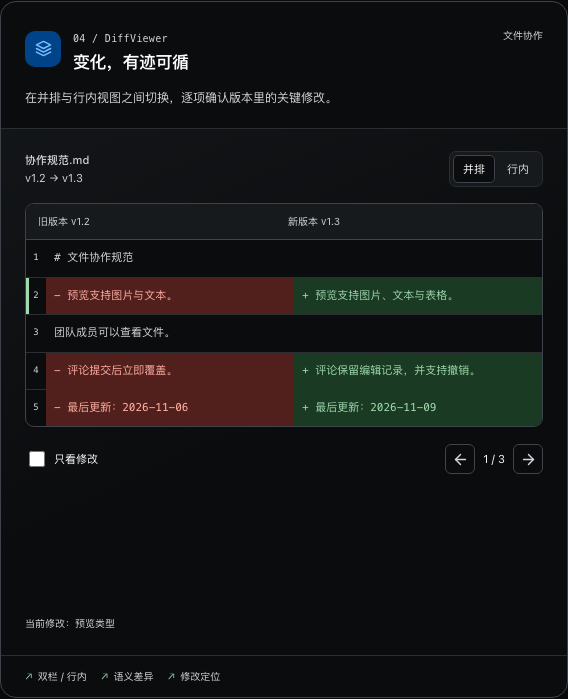 04 / DiffViewer
文件协作
变化，有迹可循
在并排与行内视图之间切换，逐项确认版本里的关键修改。
协作规范.md
v1.2 → v1.3
并排 行内
旧版本 v1.2 新版本 v1.3
1 # 文件协作规范
2 − 预览支持图片与文本。 + 预览支持图片、文本与表格。
3 团队成员可以查看文件。
4 − 评论提交后立即覆盖。 + 评论保留编辑记录，并支持撤销。
5 − 最后更新：2026-11-06 + 最后更新：2026-11-09
只看修改
← 1 / 3 →
当前修改：预览类型
↗ 双栏 / 行内 ↗ 语义差异 ↗ 修改定位